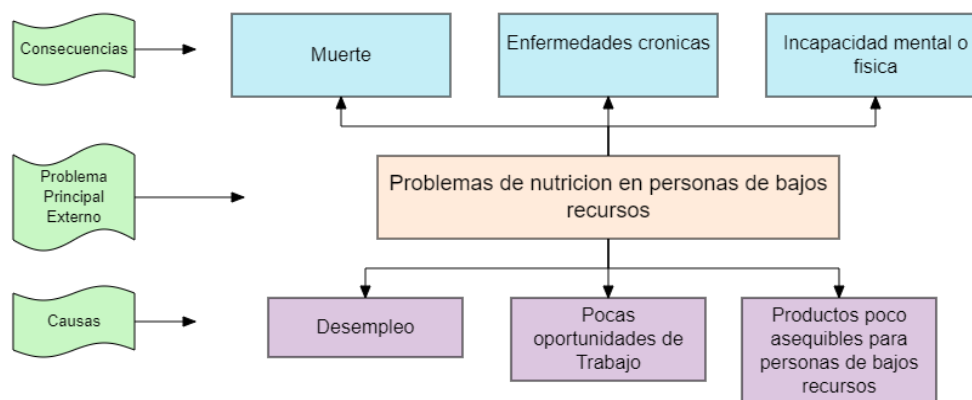 Consecuencias
Muerte
Enfermedades cronicas
Incapacidad mental o
fisica
Problema
Principal
Externo
Problemas de nutricion en personas de bajos
recursos
Causas
Desempleo
Pocas
oportunidades de
Trabajo
Productos poco
asequibles para
personas de bajos
recursos